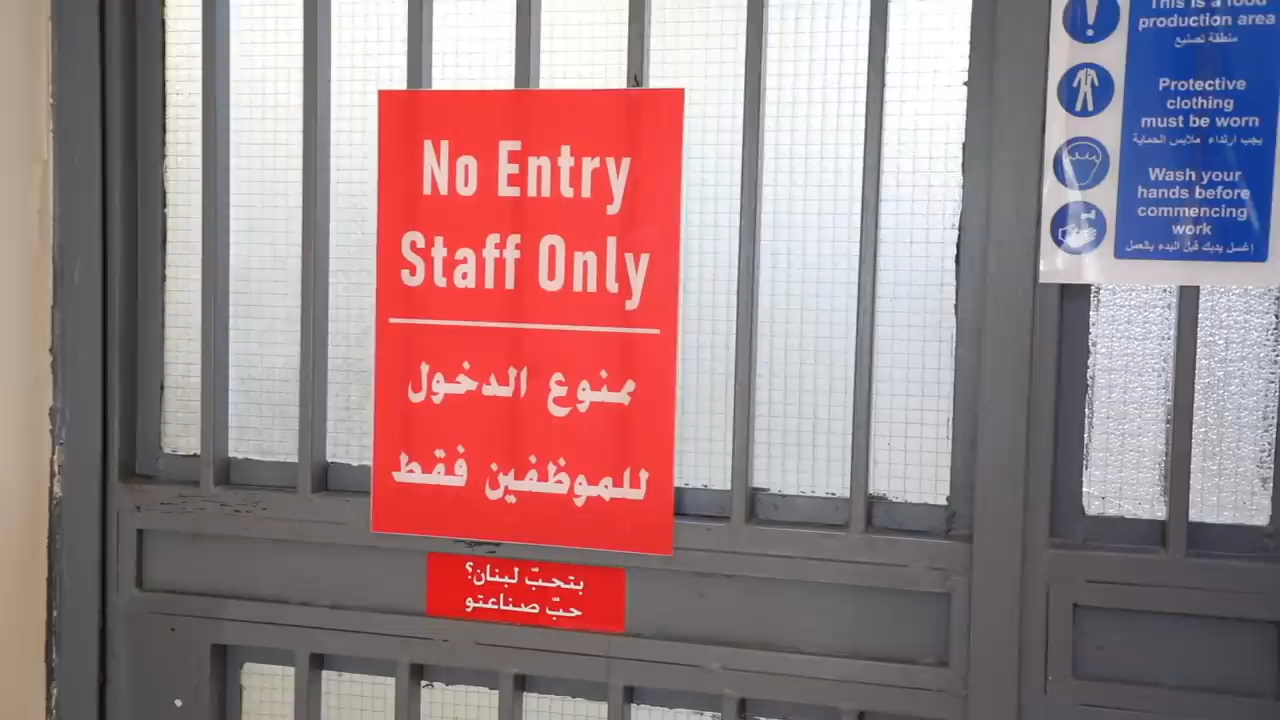 No Entry
Staff Only
ممنوع الدخول
للموظفين فقط
بتحبّ لبنان؟
حبّ صناعتو
This is a food
production area
منطقة تصنيع
Protective
clothing
must be worn
يجب ارتداء ملابس الحماية
Wash your
hands before
commencing
work
إغسل يديك قبل البدء بالعمل